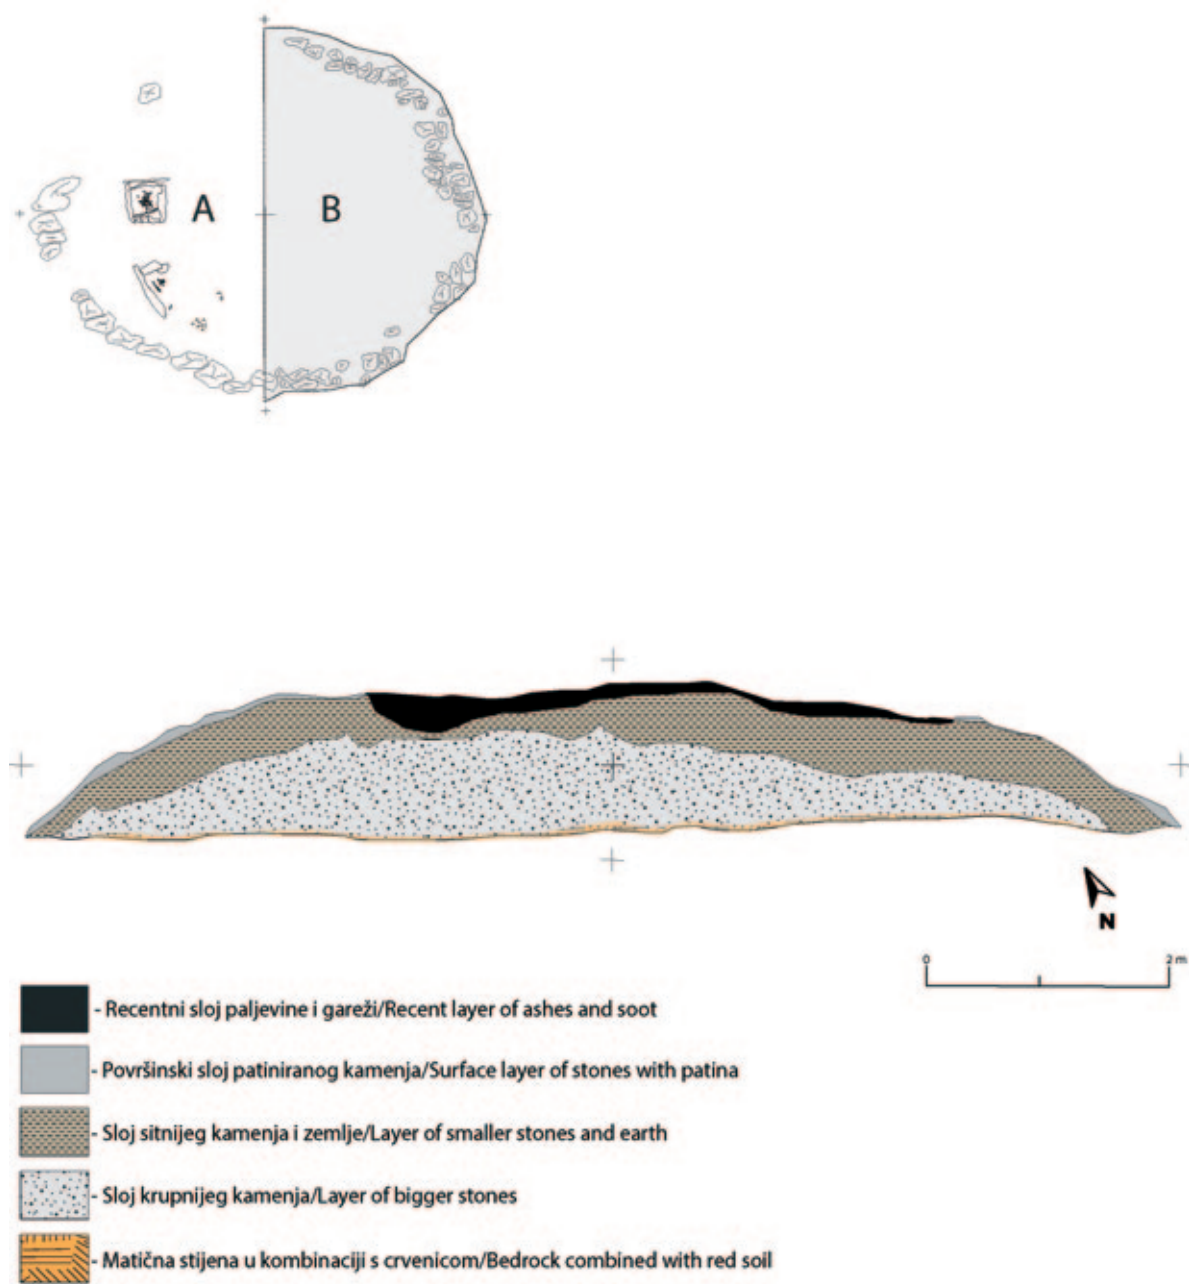 A
B
N
0 2 m
- Recentni sloj paljevine i gareži/Recent layer of ashes and soot
- Površinski sloj patiniranog kamenja/Surface layer of stones with patina
- Sloj sitnijeg kamenja i zemlje/Layer of smaller stones and earth
- Sloj krupnijeg kamenja/Layer of bigger stones
- Matična stijena u kombinaciji s crvenicom/Bedrock combined with red soil